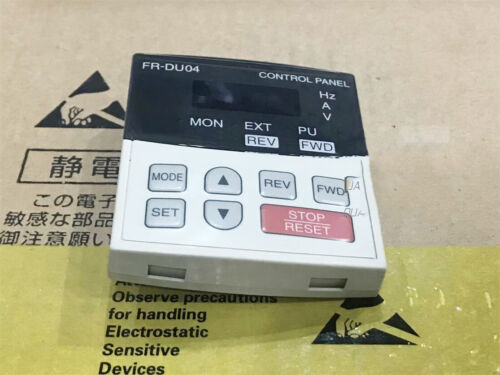 FR-DU04
CONTROL PANEL
Hz
A
V
MON EXT PU
REV FWD
MODE ▲ REV FWD
SET ▼ STOP
RESET
静電
この電子
敏感な部品
御注意願い
Observe precautions
for handling
Electrostatic
Sensitive
Devices